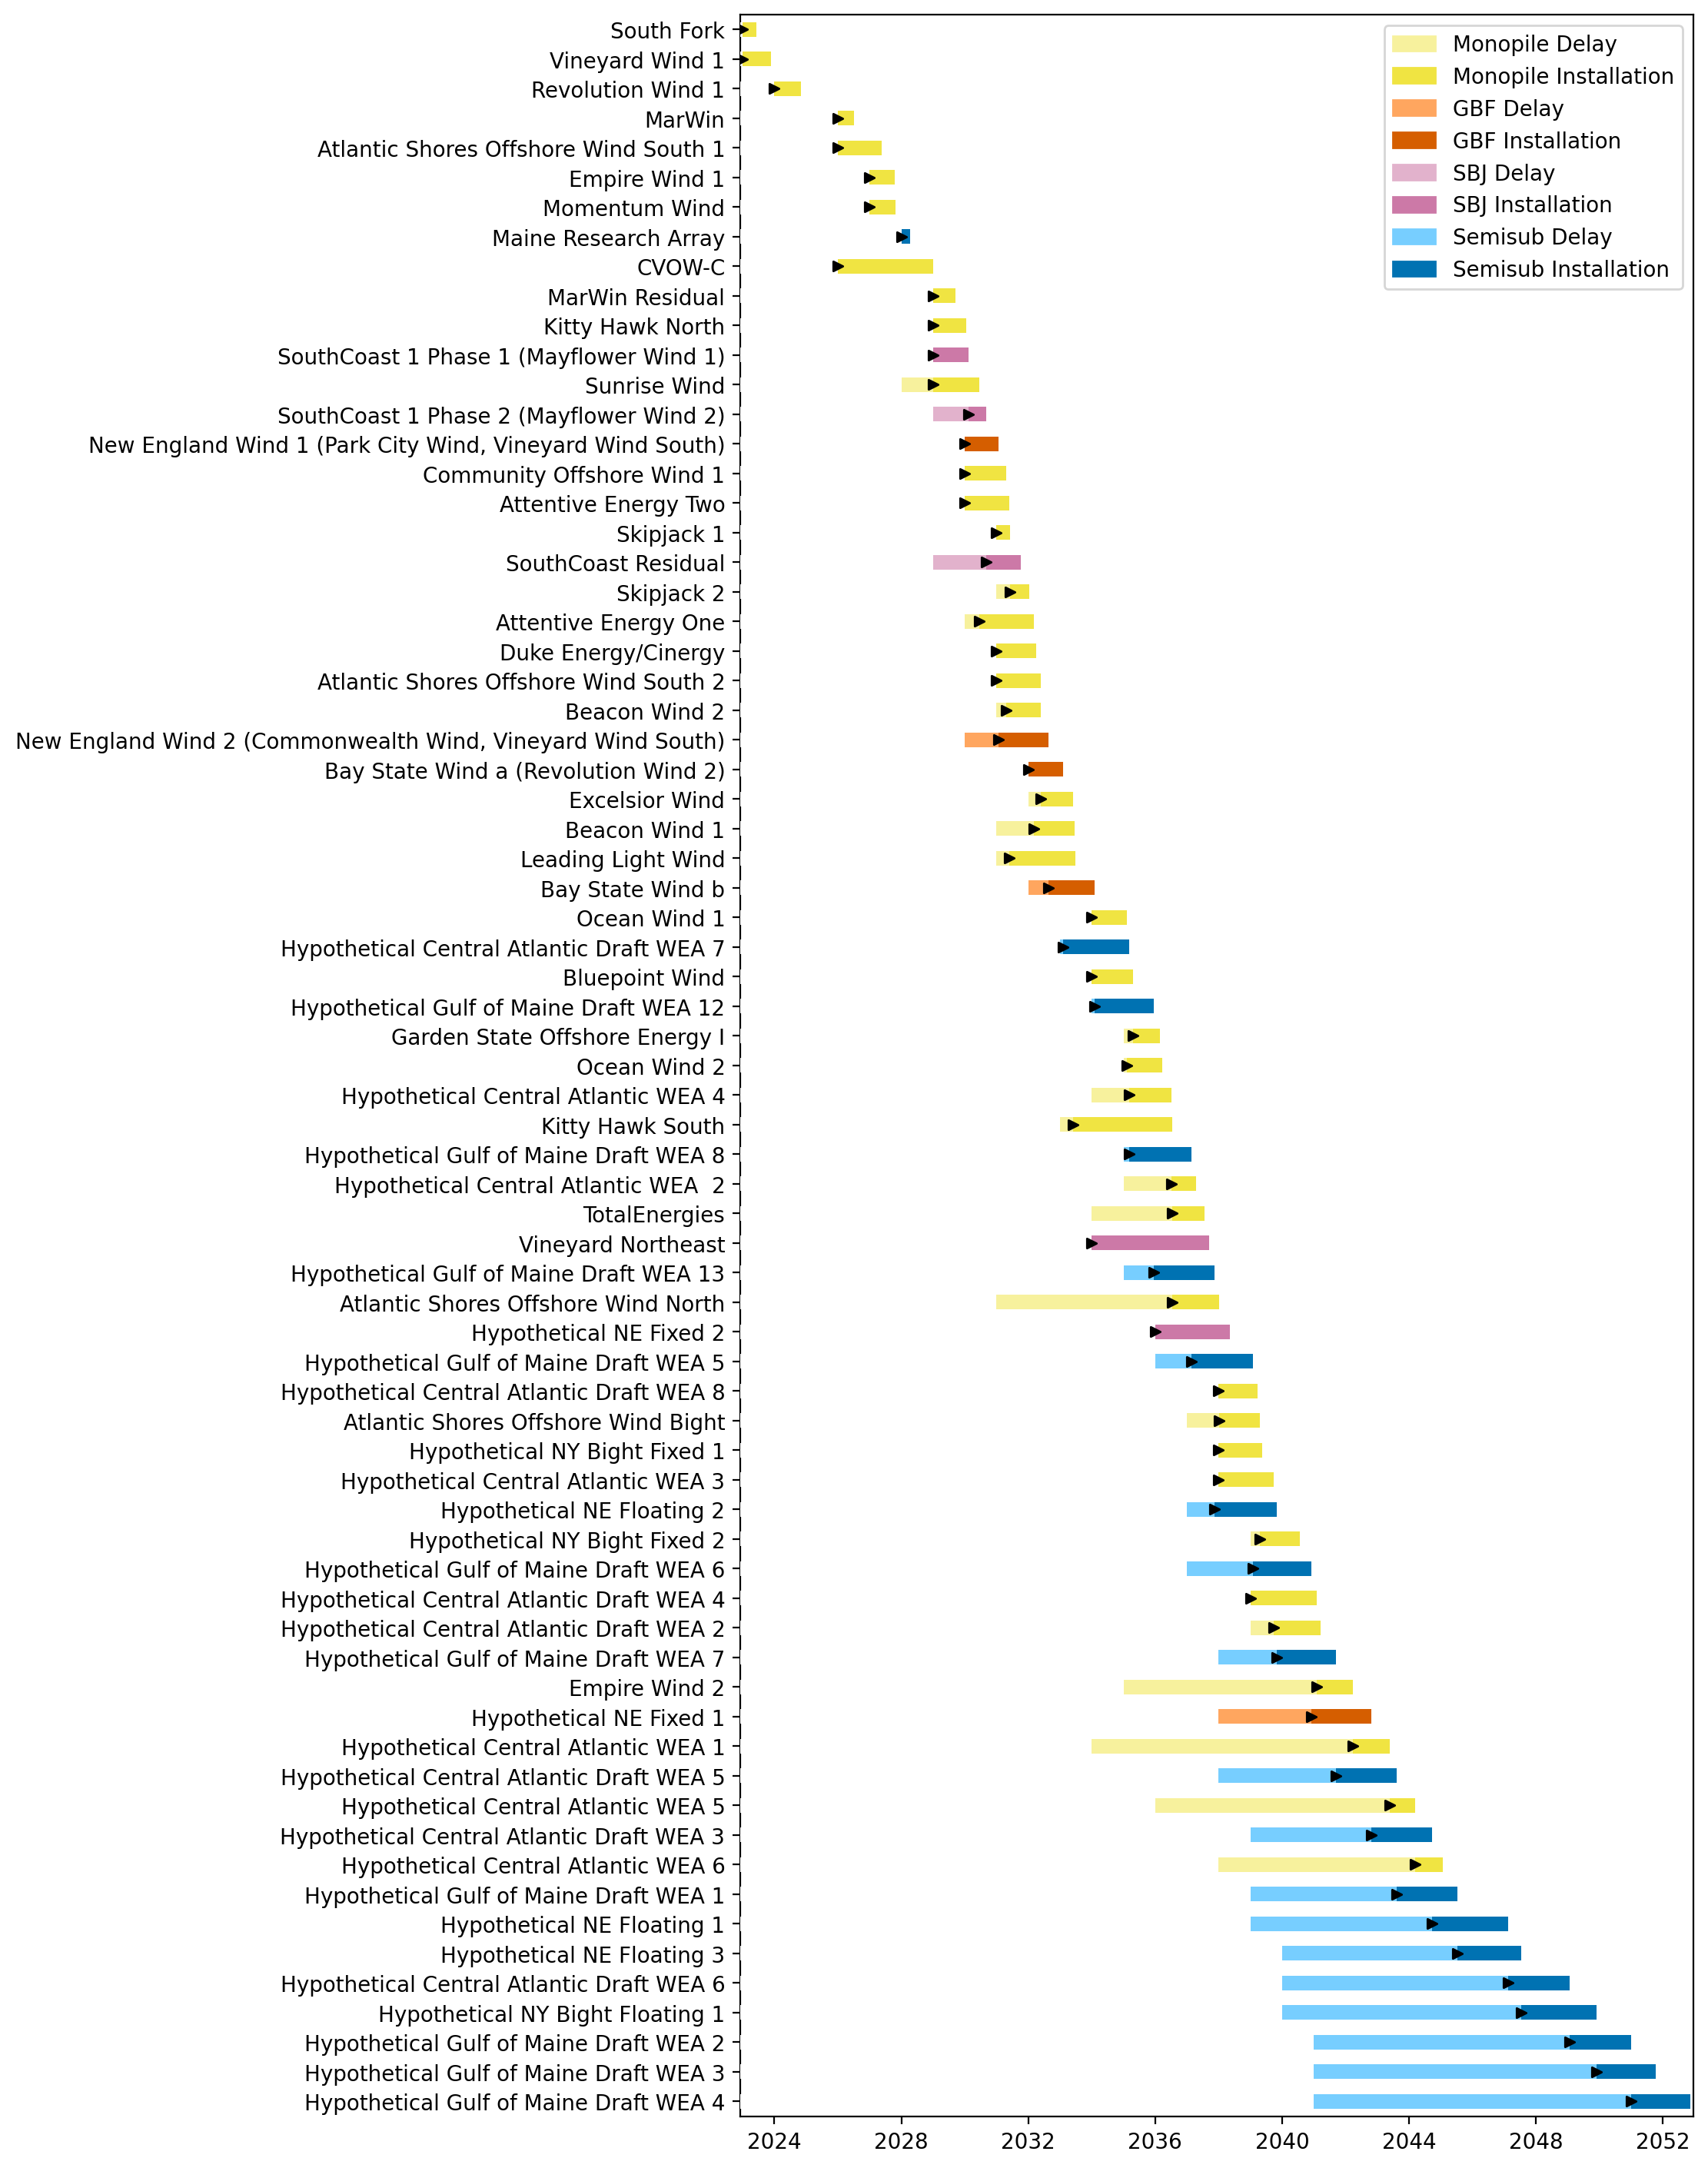 South Fork
Vineyard Wind 1
Revolution Wind 1
MarWin
Atlantic Shores Offshore Wind South 1
Empire Wind 1
Momentum Wind
Maine Research Array
CVOW-C
MarWin Residual
Kitty Hawk North
SouthCoast 1 Phase 1 (Mayflower Wind 1)
Sunrise Wind
SouthCoast 1 Phase 2 (Mayflower Wind 2)
New England Wind 1 (Park City Wind, Vineyard Wind South)
Community Offshore Wind 1
Attentive Energy Two
Skipjack 1
SouthCoast Residual
Skipjack 2
Attentive Energy One
Duke Energy/Cinergy
Atlantic Shores Offshore Wind South 2
Beacon Wind 2
New England Wind 2 (Commonwealth Wind, Vineyard Wind South)
Bay State Wind a (Revolution Wind 2)
Excelsior Wind
Beacon Wind 1
Leading Light Wind
Bay State Wind b
Ocean Wind 1
Hypothetical Central Atlantic Draft WEA 7
Bluepoint Wind
Hypothetical Gulf of Maine Draft WEA 12
Garden State Offshore Energy I
Ocean Wind 2
Hypothetical Central Atlantic WEA 4
Kitty Hawk South
Hypothetical Gulf of Maine Draft WEA 8
Hypothetical Central Atlantic WEA  2
TotalEnergies
Vineyard Northeast
Hypothetical Gulf of Maine Draft WEA 13
Atlantic Shores Offshore Wind North
Hypothetical NE Fixed 2
Hypothetical Gulf of Maine Draft WEA 5
Hypothetical Central Atlantic Draft WEA 8
Atlantic Shores Offshore Wind Bight
Hypothetical NY Bight Fixed 1
Hypothetical Central Atlantic WEA 3
Hypothetical NE Floating 2
Hypothetical NY Bight Fixed 2
Hypothetical Gulf of Maine Draft WEA 6
Hypothetical Central Atlantic Draft WEA 4
Hypothetical Central Atlantic Draft WEA 2
Hypothetical Gulf of Maine Draft WEA 7
Empire Wind 2
Hypothetical NE Fixed 1
Hypothetical Central Atlantic WEA 1
Hypothetical Central Atlantic Draft WEA 5
Hypothetical Central Atlantic WEA 5
Hypothetical Central Atlantic Draft WEA 3
Hypothetical Central Atlantic WEA 6
Hypothetical Gulf of Maine Draft WEA 1
Hypothetical NE Floating 1
Hypothetical NE Floating 3
Hypothetical Central Atlantic Draft WEA 6
Hypothetical NY Bight Floating 1
Hypothetical Gulf of Maine Draft WEA 2
Hypothetical Gulf of Maine Draft WEA 3
Hypothetical Gulf of Maine Draft WEA 4
Monopile Delay
Monopile Installation
GBF Delay
GBF Installation
SBJ Delay
SBJ Installation
Semisub Delay
Semisub Installation
2024 2028 2032 2036 2040 2044 2048 2052